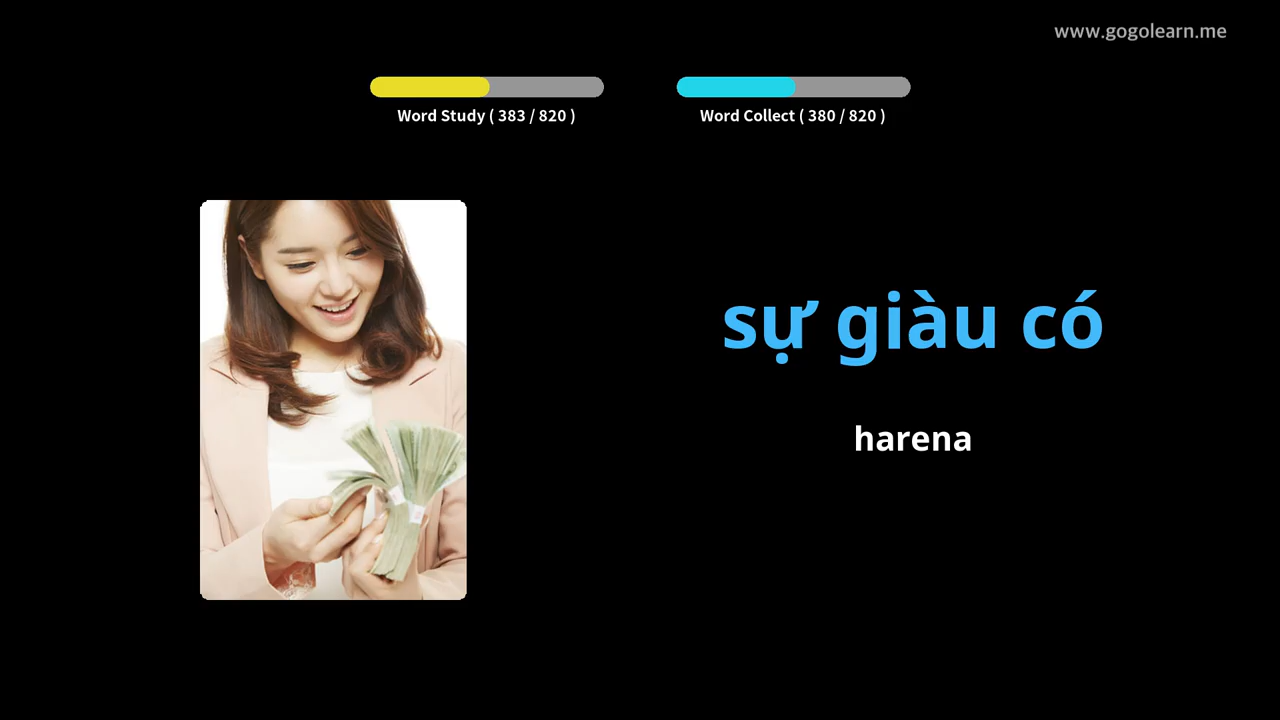 www.gogolearn.me
Word Study ( 383 / 820 )
Word Collect ( 380 / 820 )
sự giàu có
harena